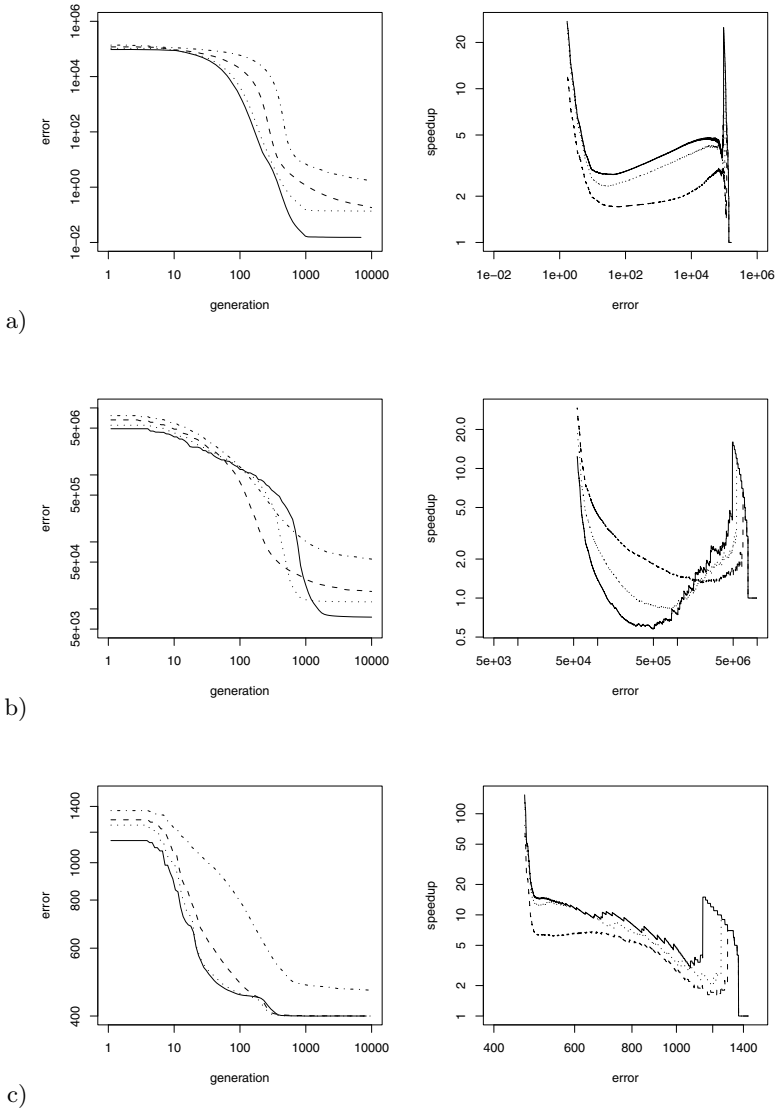 1e+06
1e+04
1e+02
1e+00
1e−02
error
1 10 100 1000 10000
generation
20
10
5
2
1
speedup
1e−02 1e+00 1e+02 1e+04 1e+06
error
a)
5e+06
5e+05
5e+04
5e+03
error
1 10 100 1000 10000
generation
20.0
10.0
5.0
2.0
1.0
0.5
speedup
5e+03 5e+04 5e+05 5e+06
error
b)
1400
1000
800
600
400
error
1 10 100 1000 10000
generation
100
50
20
10
5
2
1
speedup
400 600 800 1000 1400
error
c)